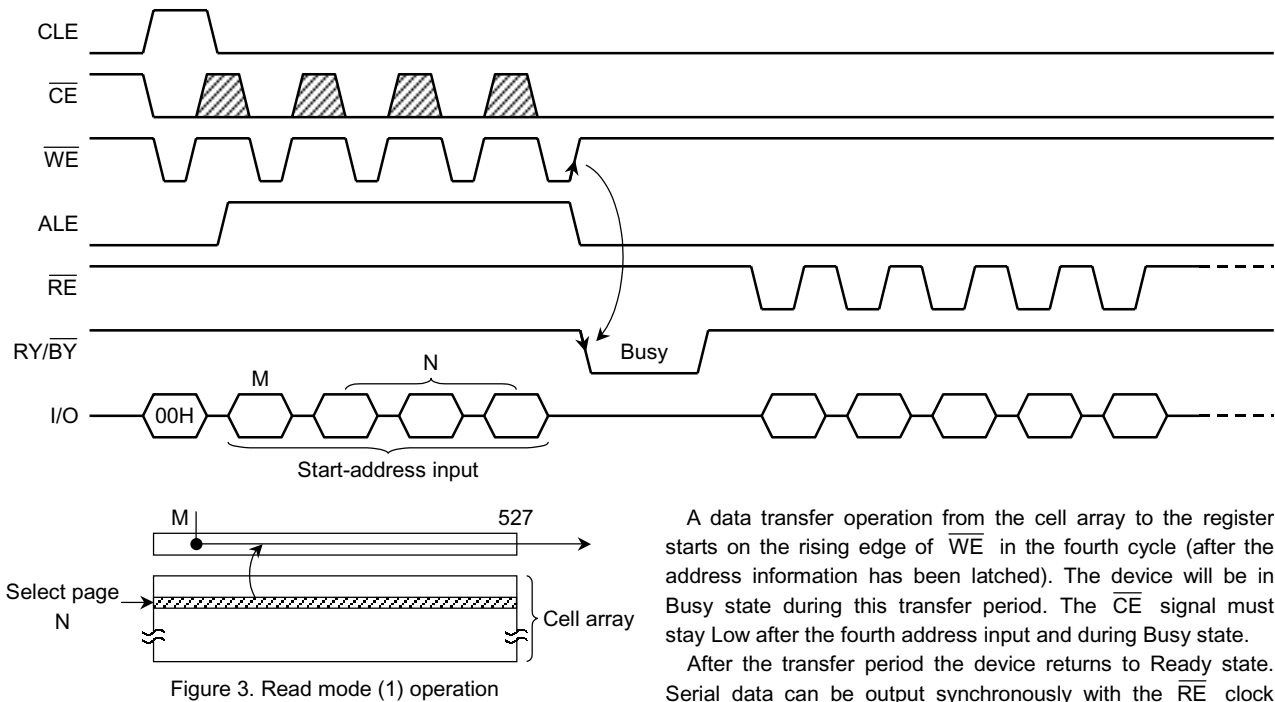 CLE
CE
WE
ALE
RE
RY/BY
Busy
M
N
I/O
00H
Start-address input
M
527
Select page
N
Cell array
Figure 3. Read mode (1) operation
A data transfer operation from the cell array to the register
starts on the rising edge of WE in the fourth cycle (after the
address information has been latched). The device will be in
Busy state during this transfer period. The CE signal must
stay Low after the fourth address input and during Busy state.
After the transfer period the device returns to Ready state.
Serial data can be output synchronously with the RE clock